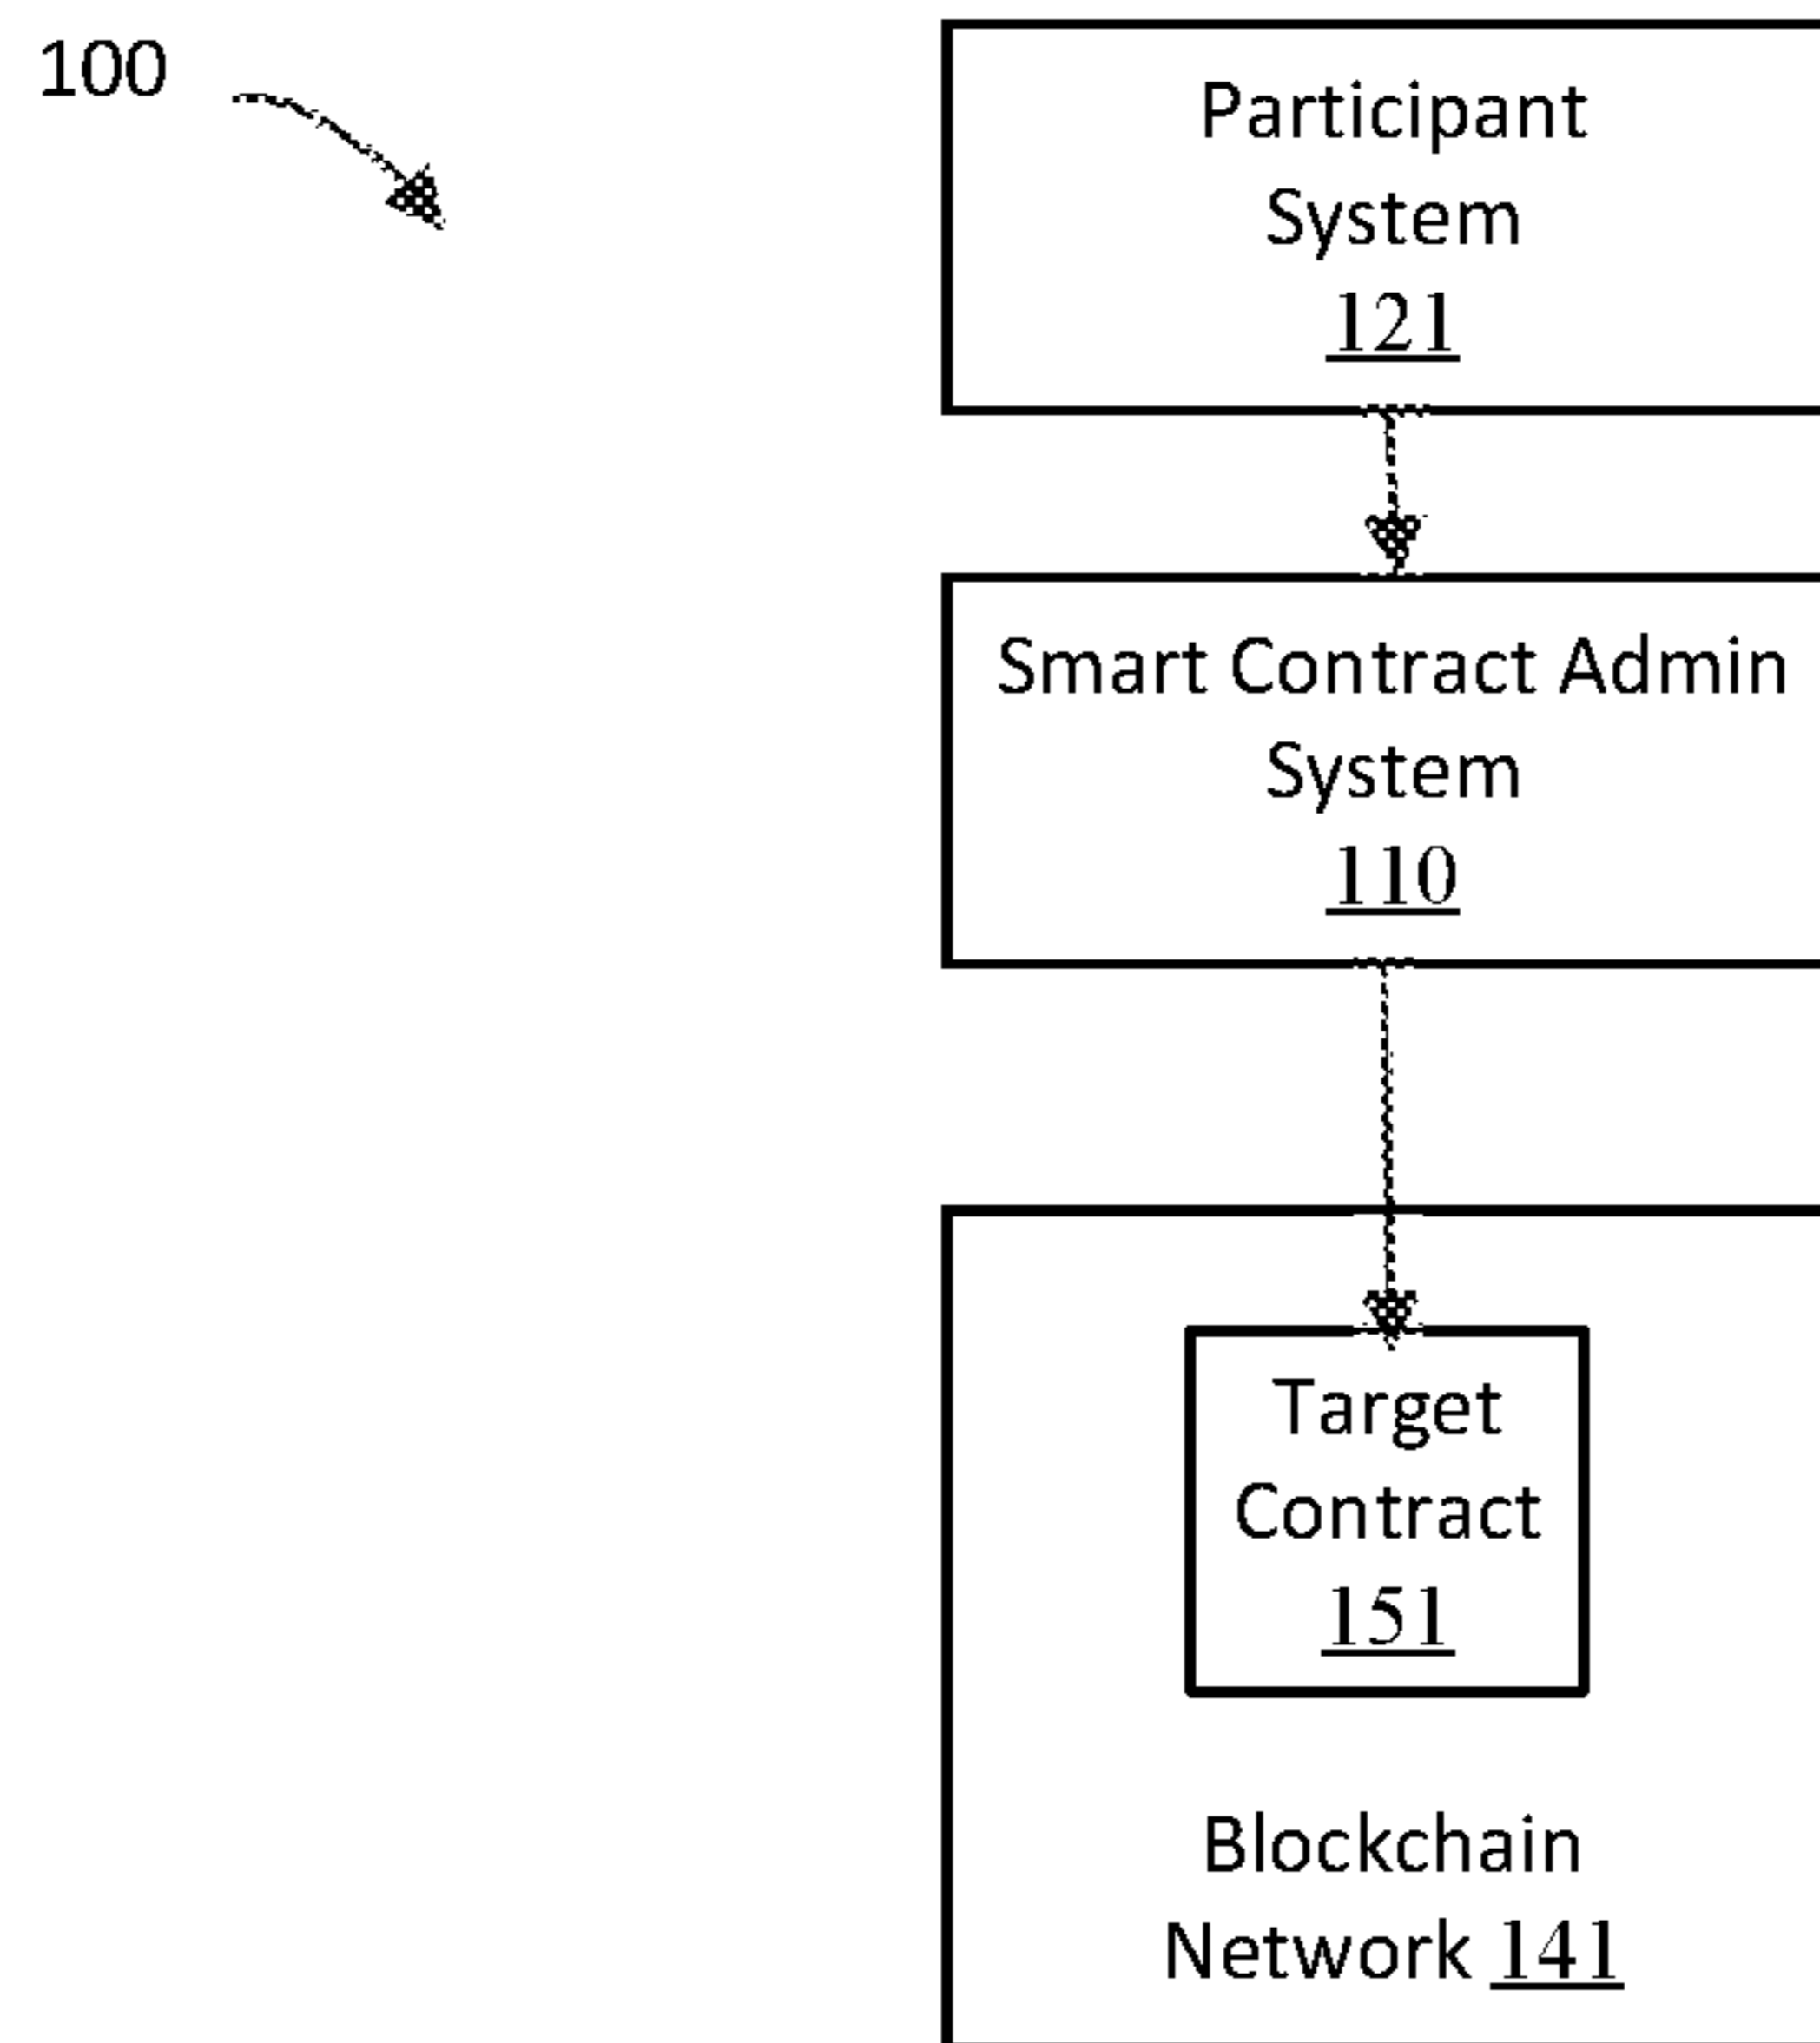 100
Participant
System
121
Smart Contract Admin
System
110
Target
Contract
151
Blockchain
Network 141